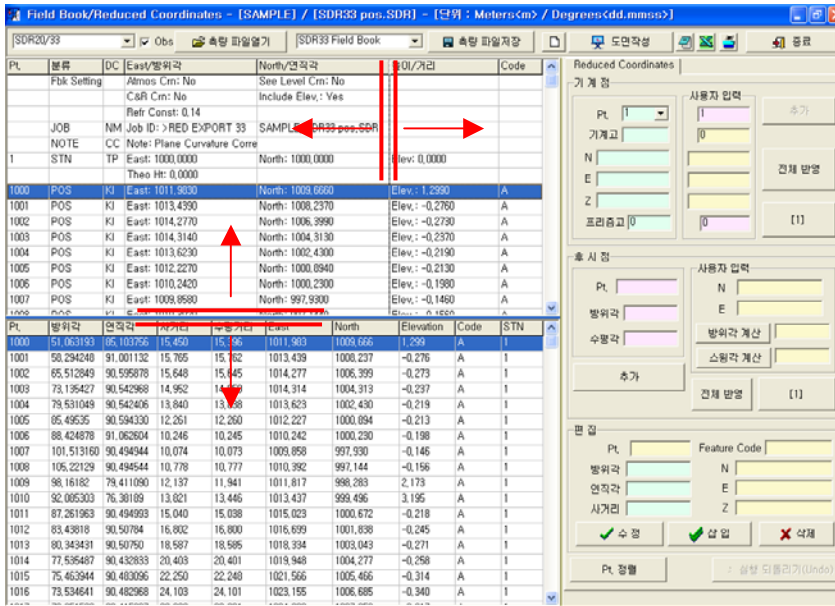 Field Book/Reduced Coordinates - [SAMPLE] / [SDR33 pos.SDR] - [단위 : Meters<m> / Degrees<dd.mmss>]
SDR20/33 Obs 측량 파일열기 SDR33 Field Book 측량 파일저장 도면작성 종료
Pt, 분류 DC East/방위각 North/연직각 높이/거리 Code
Fbk Setting Atmos Crn: No See Level Crn: No
C&R Crn: No Include Elev,: Yes
Refr Const: 0,14
JOB NM Job ID: >RED EXPORT 33 SAMPLE SDR33 pos,SDR
NOTE CC Note: Plane Curvature Corre
1 STN TP East: 1000,0000 North: 1000,0000 Elev: 0,0000
Theo Ht: 0,0000
1000 POS KI East: 1011,9830 North: 1009,6660 Elev,: 1,2990 A
1001 POS KI East: 1013,4390 North: 1008,2370 Elev,: -0,2760 A
1002 POS KI East: 1014,2770 North: 1006,3990 Elev,: -0,2730 A
1003 POS KI East: 1014,3140 North: 1004,3130 Elev,: -0,2370 A
1004 POS KI East: 1013,6230 North: 1002,4300 Elev,: -0,2190 A
1005 POS KI East: 1012,2270 North: 1000,8940 Elev,: -0,2130 A
1006 POS KI East: 1010,2420 North: 1000,2300 Elev,: -0,1980 A
1007 POS KI East: 1009,8580 North: 997,9300 Elev,: -0,1460 A
Pt, 방위각 연직각 사거리 수평거리 East North Elevation Code STN
1000 51,063193 85,103756 15,450 15,396 1011,983 1009,666 1,299 A 1
1001 58,294248 91,001132 15,765 15,762 1013,439 1008,237 -0,276 A 1
1002 65,512849 90,595878 15,648 15,645 1014,277 1006,399 -0,273 A 1
1003 73,135427 90,542968 14,952 1014,314 1004,313 -0,237 A 1
1004 79,531049 90,542406 13,840 13,838 1013,623 1002,430 -0,219 A 1
1005 85,49535 90,594330 12,261 12,260 1012,227 1000,894 -0,213 A 1
1006 88,424878 91,062604 10,246 10,245 1010,242 1000,230 -0,198 A 1
1007 101,513160 90,494944 10,074 10,073 1009,858 997,930 -0,146 A 1
1008 105,22129 90,494544 10,778 10,777 1010,392 997,144 -0,156 A 1
1009 98,16182 79,411090 12,137 11,941 1011,817 998,283 2,173 A 1
1010 92,085303 76,38189 13,821 13,446 1013,437 999,496 3,195 A 1
1011 87,261963 90,494993 15,040 15,038 1015,023 1000,672 -0,218 A 1
1012 83,43818 90,50784 16,802 16,800 1016,699 1001,838 -0,245 A 1
1013 80,343431 90,50750 18,587 18,585 1018,334 1003,043 -0,271 A 1
1014 77,535487 90,432833 20,403 20,401 1019,948 1004,277 -0,258 A 1
1015 75,463944 90,483096 22,250 22,248 1021,566 1005,466 -0,314 A 1
1016 73,534641 90,482968 24,103 24,101 1023,155 1006,685 -0,340 A 1
Reduced Coordinates
기계점
사용자 입력
Pt, 1 1 추가
기계고 0
N
전체 반영
E
Z
프리즘고 0 0 [1]
후시점
사용자 입력
Pt, N
방위각 E
수평각 방위각 계산
스윙각 계산
추가
전체 반영 [1]
편집
Pt, Feature Code
방위각 N
연직각 E
사거리 Z
수정 삽입 삭제
Pt, 정렬 : 실행 되돌리기(Undo)